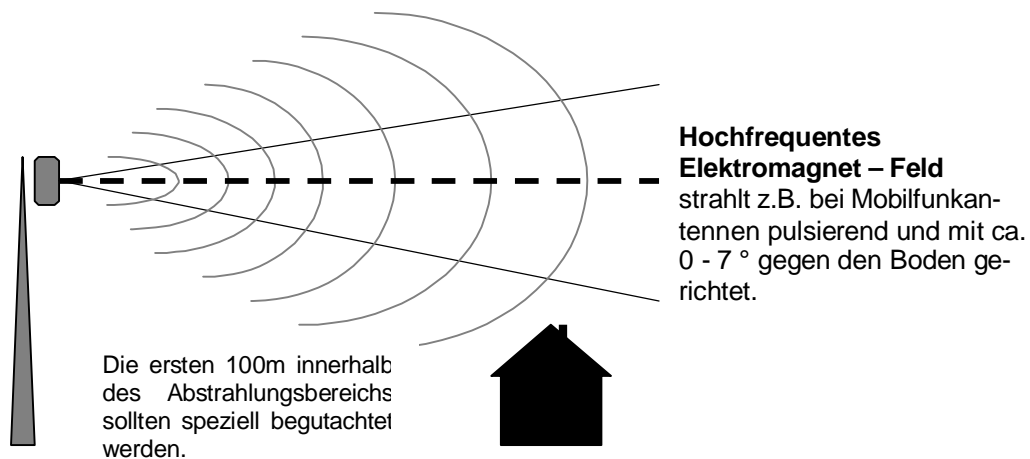 Hochfrequentes
Elektromagnet – Feld
strahlt z.B. bei Mobilfunkan-
tennen pulsierend und mit ca.
0 - 7 ° gegen den Boden ge-
richtet.
Die ersten 100m innerhalb
des Abstrahlungsbereichs
sollten speziell begutachtet
werden.